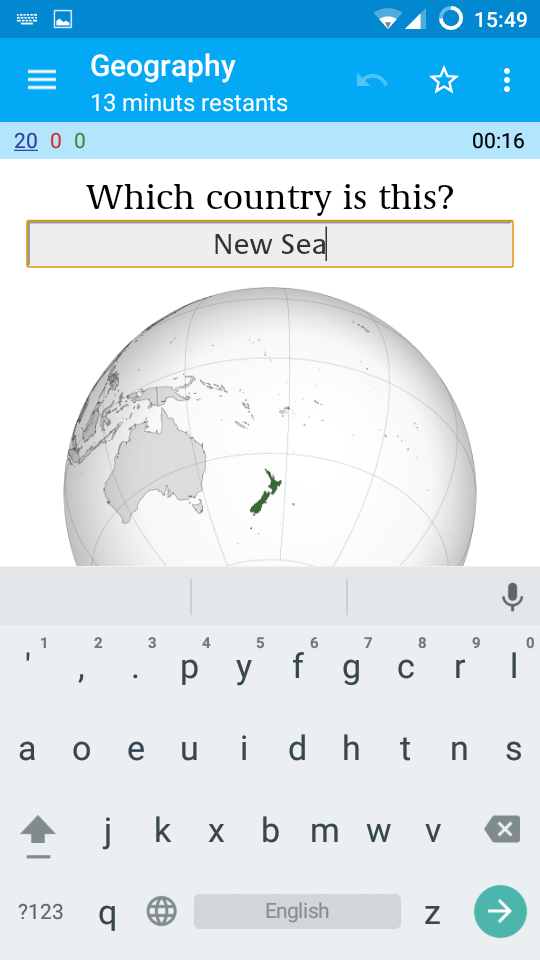 15:49
Geography
13 minuts restants
20 0 0 00:16
Which country is this?
New Sea
1 2 3 4 5 6 7 8 9 0
' , . p y f g c r l
a o e u i d h t n s
j k x b m w v
?123 q English z